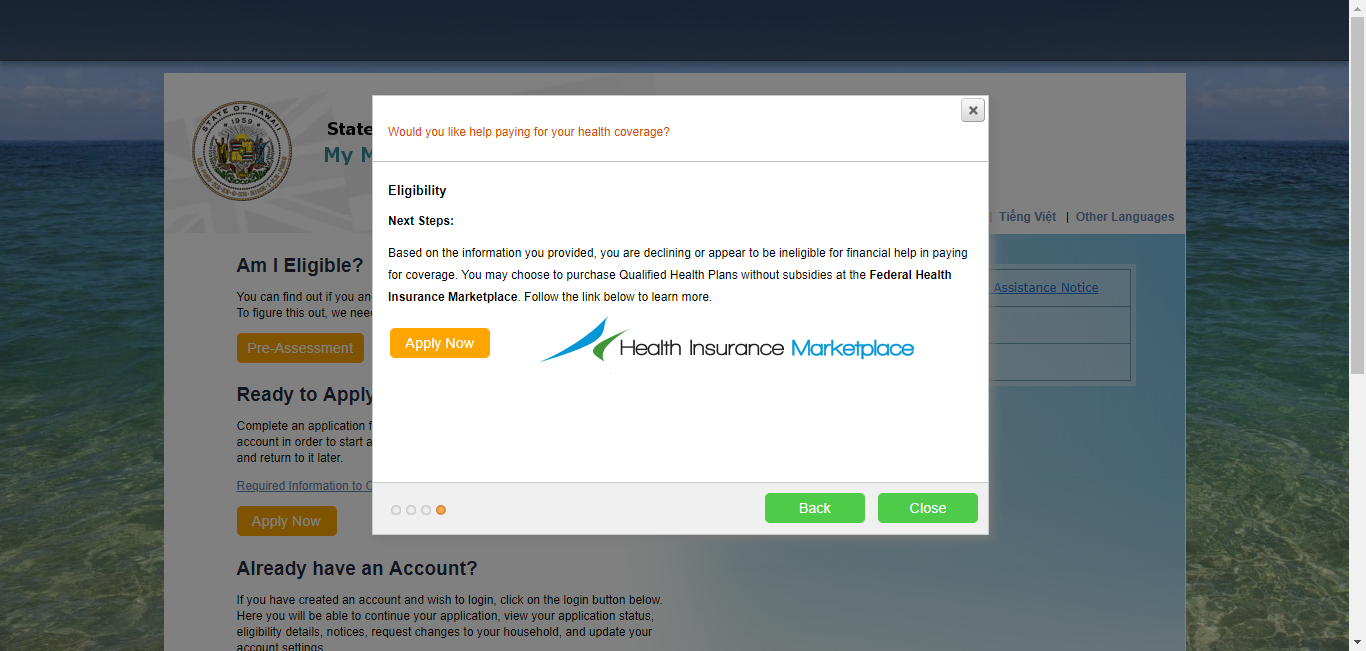 STATE OF HAWAII
1959
State
My M
Would you like help paying for your health coverage?
Eligibility
Next Steps:
Based on the information you provided, you are declining or appear to be ineligible for financial help in paying
for coverage. You may choose to purchase Qualified Health Plans without subsidies at the Federal Health
Insurance Marketplace. Follow the link below to learn more.
Apply Now
Health Insurance Marketplace
Back
Close
| Tiếng Việt | Other Languages
Am I Eligible?
You can find out if you an
To figure this out, we nee
Pre-Assessment
Assistance Notice
Ready to Apply
Complete an application f
account in order to start a
and return to it later.
Required Information to C
Apply Now
Already have an Account?
If you have created an account and wish to login, click on the login button below.
Here you will be able to continue your application, view your application status,
eligibility details, notices, request changes to your household, and update your
account settings.